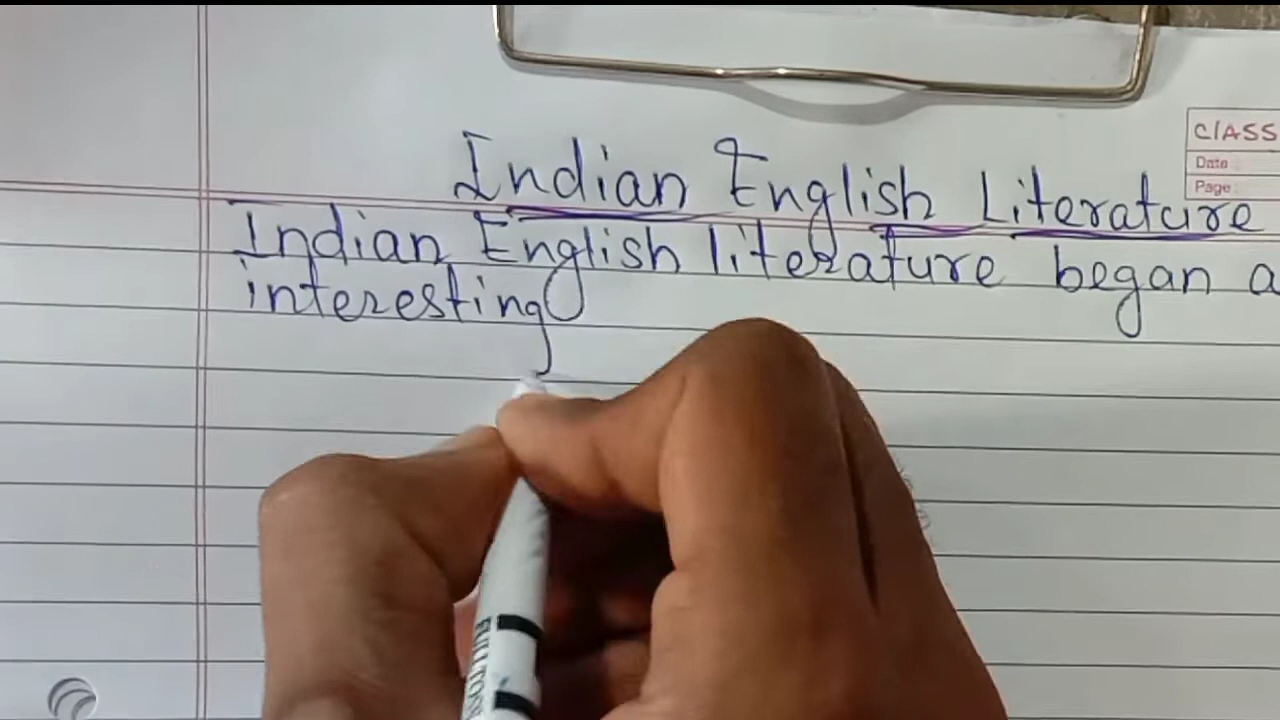 Indian English Literature
CLASS
Date
Page
Indian English literature began a
interesting